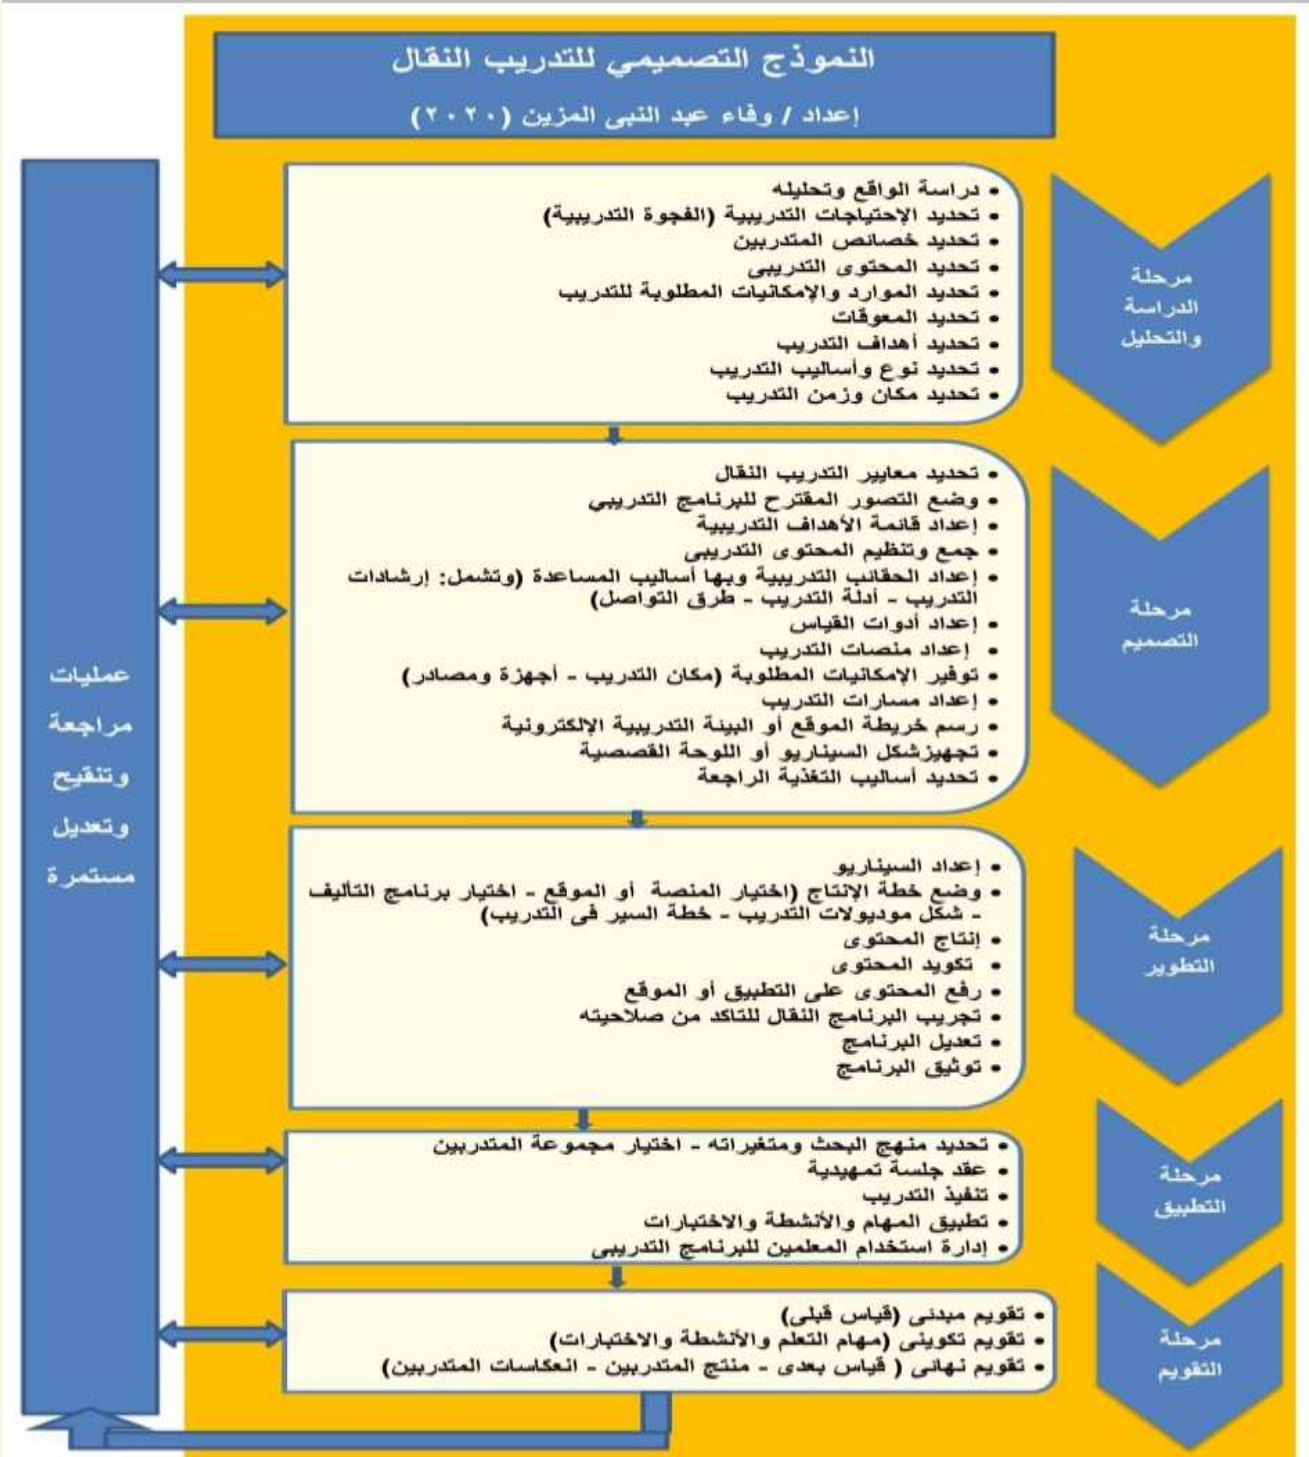 النموذج التصميمي للتدريب النقال
إعداد / وفاء عبد النبى المزين (٢٠٢٠)
مرحلة
الدراسة
والتحليل
• دراسة الواقع وتحليله
• تحديد الإحتياجات التدريبية (الفجوة التدريبية)
• تحديد خصائص المتدربين
• تحديد المحتوى التدريبى
• تحديد الموارد والإمكانيات المطلوبة للتدريب
• تحديد المعوقات
• تحديد أهداف التدريب
• تحديد نوع وأساليب التدريب
• تحديد مكان وزمن التدريب
مرحلة
التصميم
• تحديد معايير التدريب النقال
• وضع التصور المقترح للبرنامج التدريبي
• إعداد قائمة الأهداف التدريبية
• جمع وتنظيم المحتوى التدريبى
• إعداد الحقائب التدريبية وبها أساليب المساعدة (وتشمل: إرشادات
التدريب - أدلة التدريب - طرق التواصل)
• إعداد أدوات القياس
• إعداد منصات التدريب
• توفير الإمكانيات المطلوبة (مكان التدريب - أجهزة ومصادر)
• إعداد مسارات التدريب
• رسم خريطة الموقع أو البيئة التدريبية الإلكترونية
• تجهيزشكل السيناريو أو اللوحة القصصية
• تحديد أساليب التغذية الراجعة
مرحلة
التطوير
• إعداد السيناريو
• وضع خطة الإنتاج (اختيار المنصة أو الموقع - اختيار برنامج التأليف
- شكل موديولات التدريب - خطة السير فى التدريب)
• إنتاج المحتوى
• تكويد المحتوى
• رفع المحتوى على التطبيق أو الموقع
• تجريب البرنامج النقال للتاكد من صلاحيته
• تعديل البرنامج
• توثيق البرنامج
مرحلة
التطبيق
• تحديد منهج البحث ومتغيراته - اختيار مجموعة المتدربين
• عقد جلسة تمهيدية
• تنفيذ التدريب
• تطبيق المهام والأنشطة والاختبارات
• إدارة استخدام المعلمين للبرنامج التدريبى
مرحلة
التقويم
• تقويم مبدئى (قياس قبلى)
• تقويم تكوينى (مهام التعلم والأنشطة والاختبارات)
• تقويم نهائى ( قياس بعدى - منتج المتدربين - انعكاسات المتدربين)
عمليات
مراجعة
وتنقيح
وتعديل
مستمرة